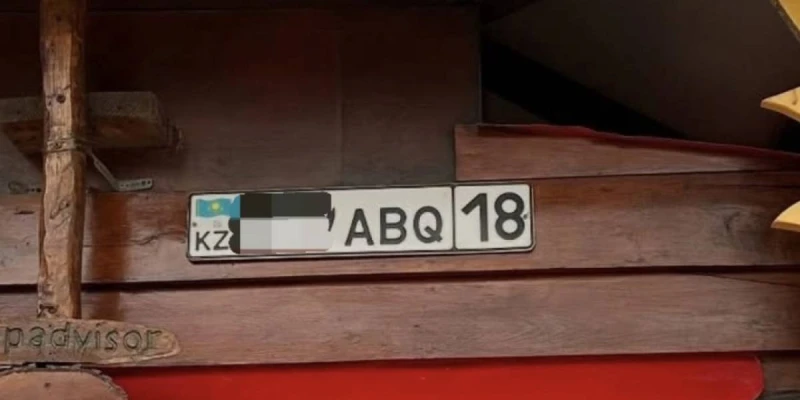 KZ ABQ 18
padvisor